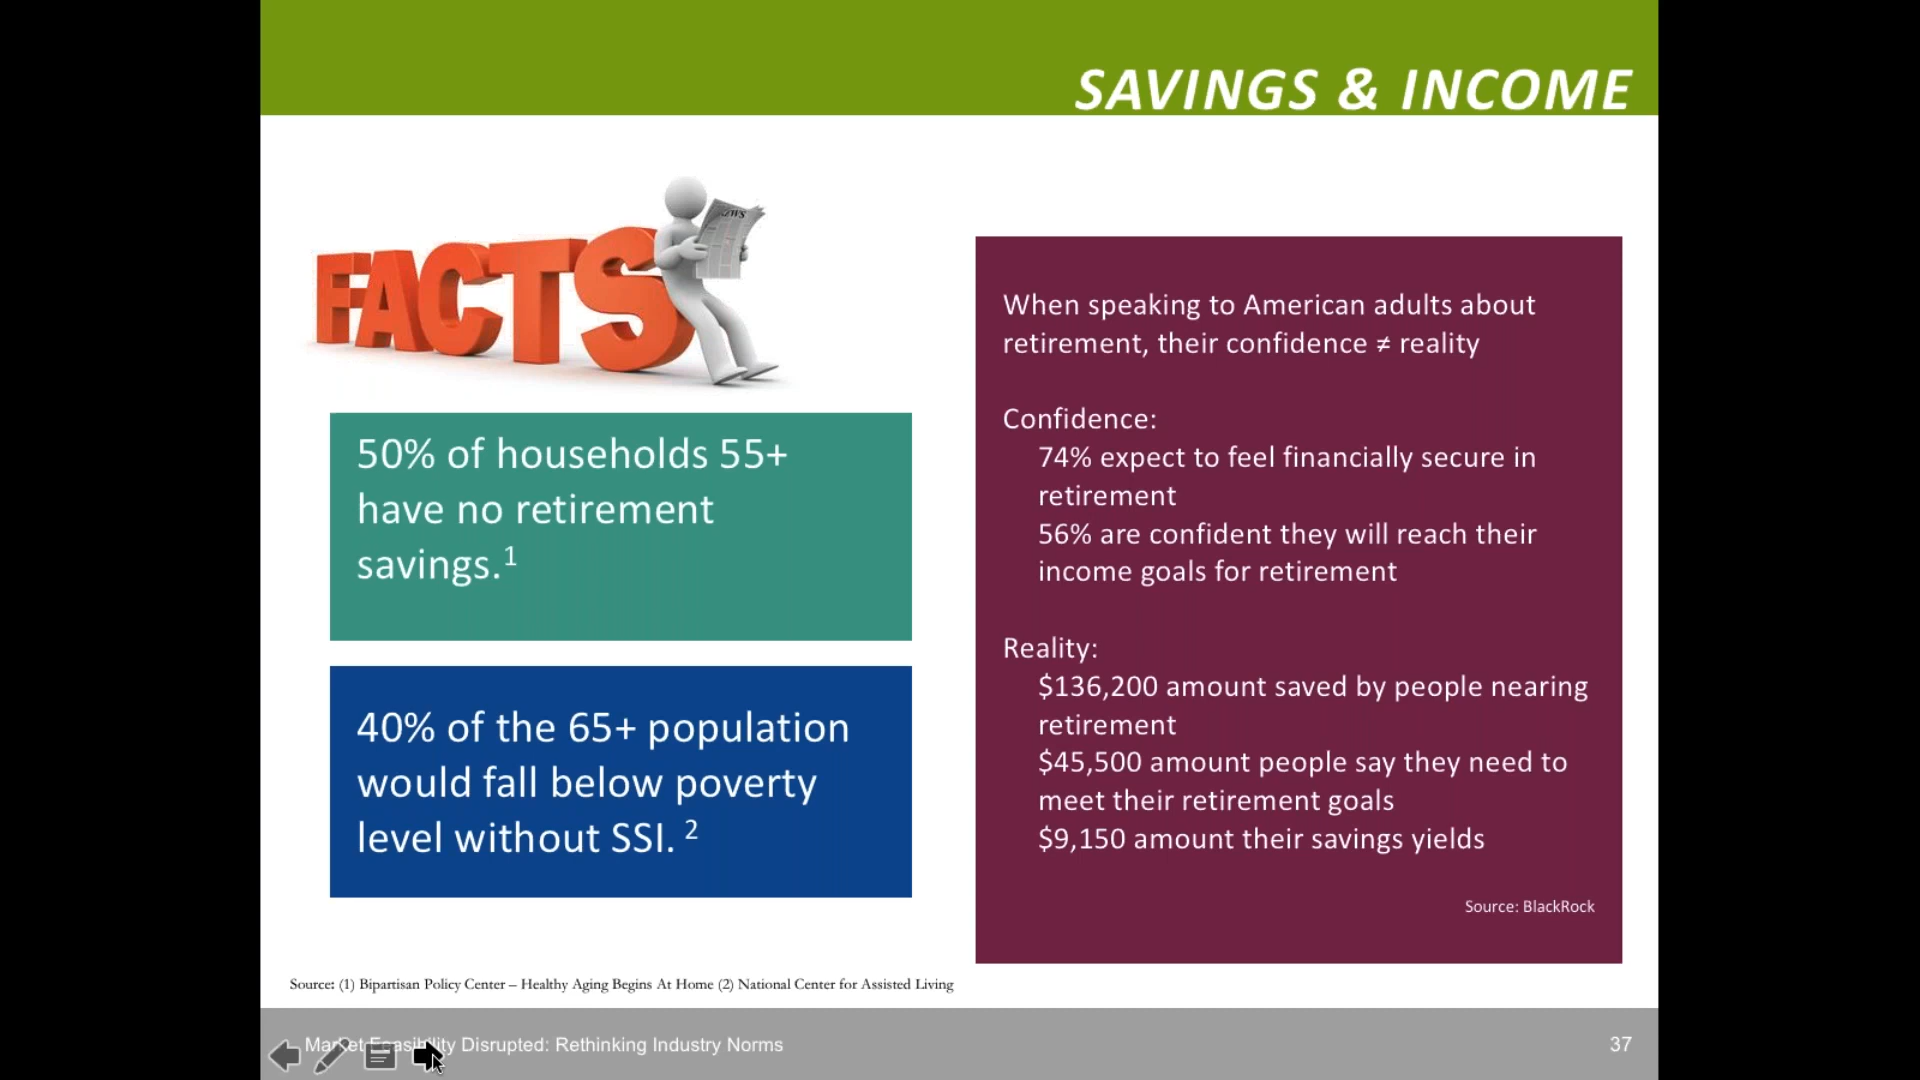 SAVINGS & INCOME
FACTS
NEWS
50% of households 55+
have no retirement
savings.1
40% of the 65+ population
would fall below poverty
level without SSI. 2
When speaking to American adults about
retirement, their confidence ≠ reality
Confidence:
74% expect to feel financially secure in
retirement
56% are confident they will reach their
income goals for retirement
Reality:
$136,200 amount saved by people nearing
retirement
$45,500 amount people say they need to
meet their retirement goals
$9,150 amount their savings yields
Source: BlackRock
Source: (1) Bipartisan Policy Center – Healthy Aging Begins At Home (2) National Center for Assisted Living
Market Feasibility Disrupted: Rethinking Industry Norms
37